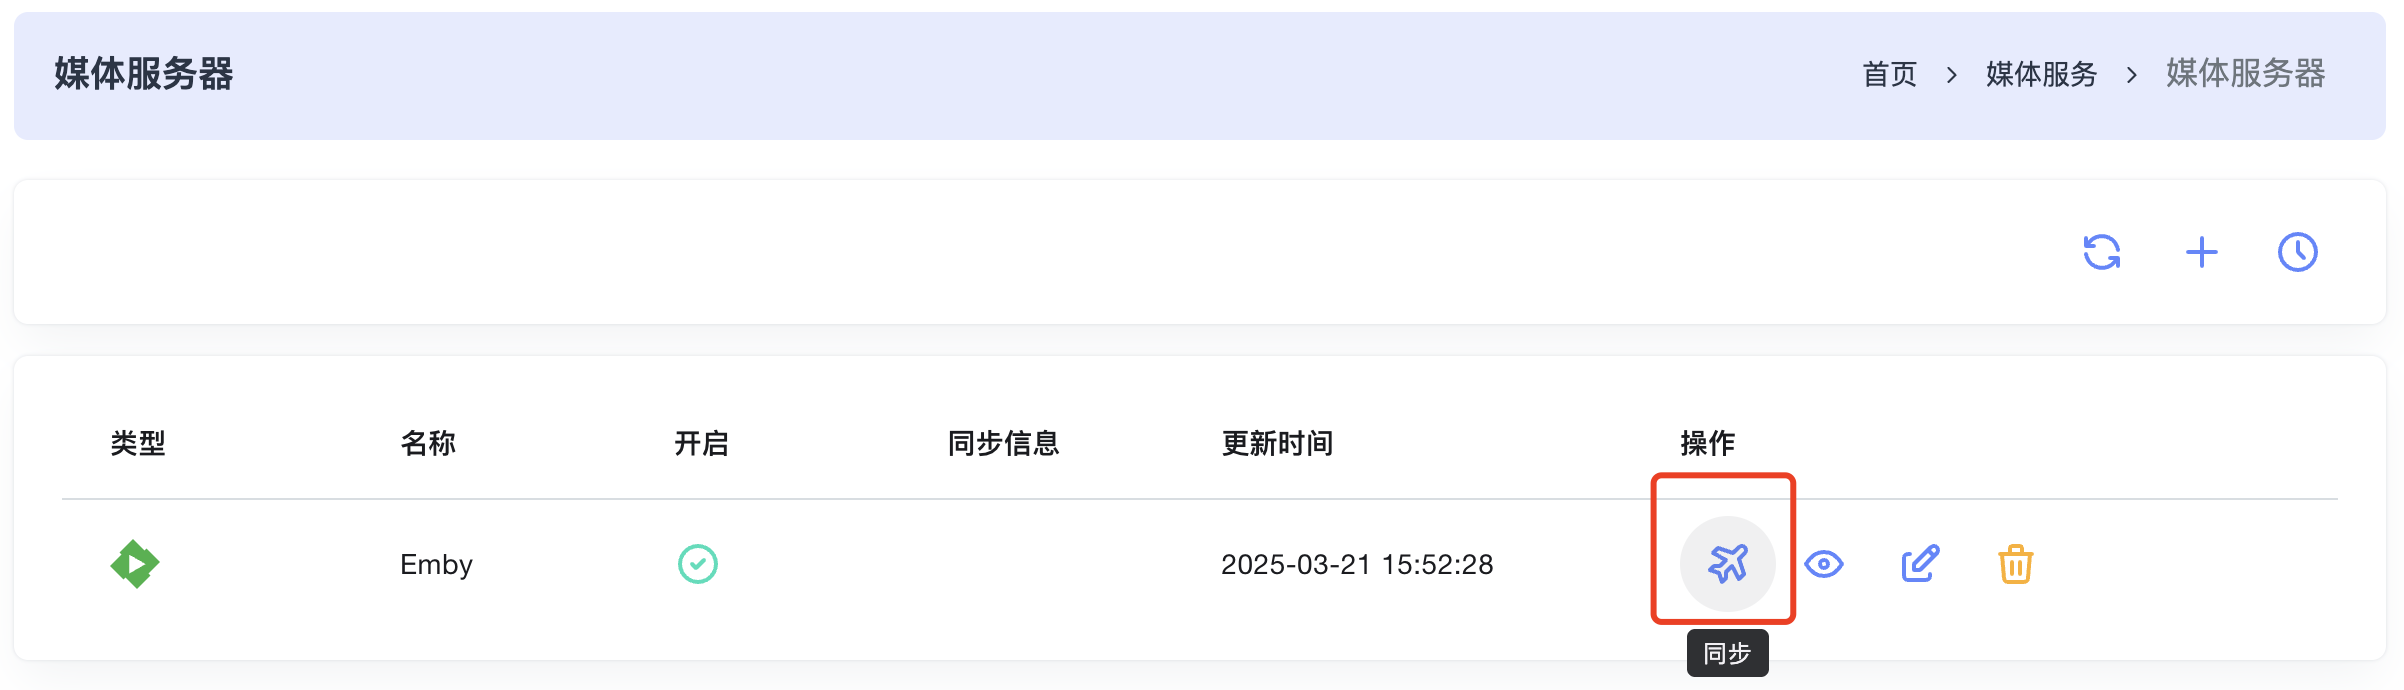 媒体服务器
首页 > 媒体服务 > 媒体服务器
类型 名称 开启 同步信息 更新时间 操作
Emby 2025-03-21 15:52:28
同步